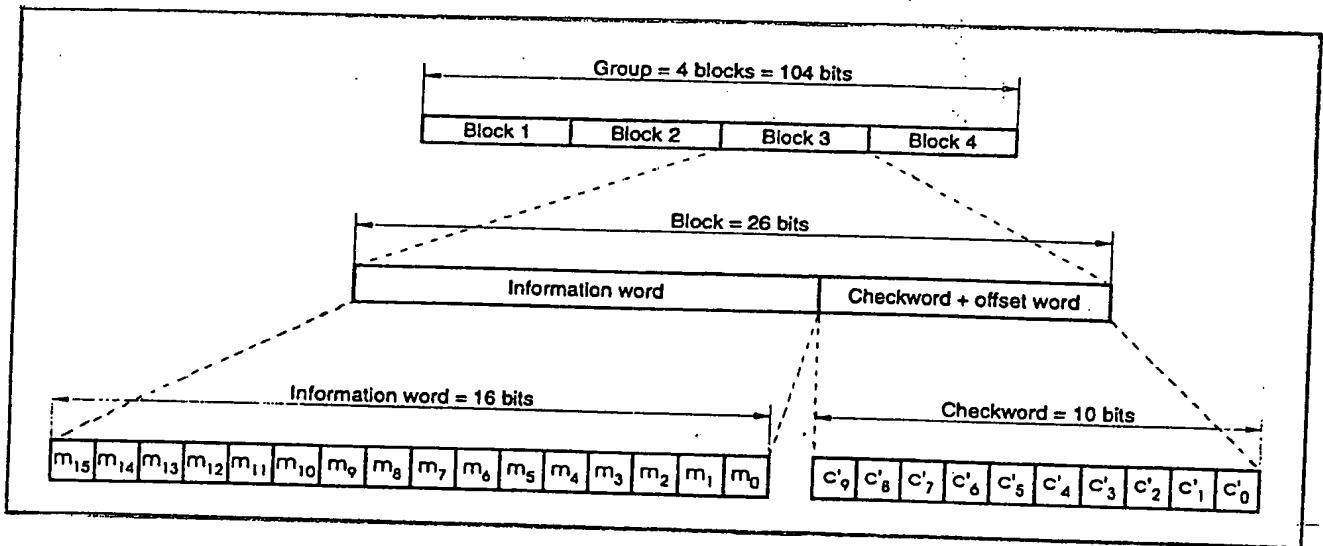 Group = 4 blocks = 104 bits
Block 1 Block 2 Block 3 Block 4
Block = 26 bits
Information word Checkword + offset word
Information word = 16 bits Checkword = 10 bits
m₁₅ m₁₄ m₁₃ m₁₂ m₁₁ m₁₀ m₉ m₈ m₇ m₆ m₅ m₄ m₃ m₂ m₁ m₀ c'₉ c'₈ c'₇ c'₆ c'₅ c'₄ c'₃ c'₂ c'₁ c'₀